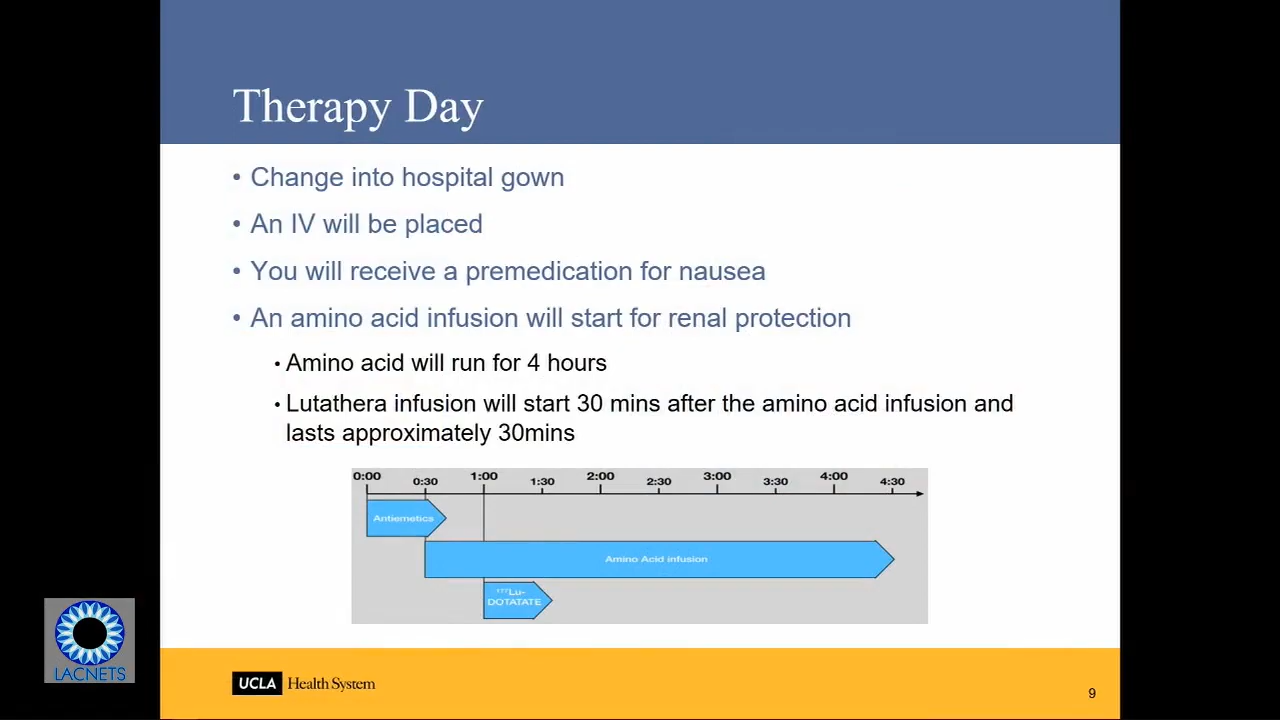 Therapy Day
• Change into hospital gown
• An IV will be placed
• You will receive a premedication for nausea
• An amino acid infusion will start for renal protection
• Amino acid will run for 4 hours
• Lutathera infusion will start 30 mins after the amino acid infusion and
lasts approximately 30mins
0:00 0:30 1:00 1:30 2:00 2:30 3:00 3:30 4:00 4:30
Antiemetics
Amino Acid infusion
¹⁷⁷Lu-
DOTATATE
LACNETS
UCLA Health System
9